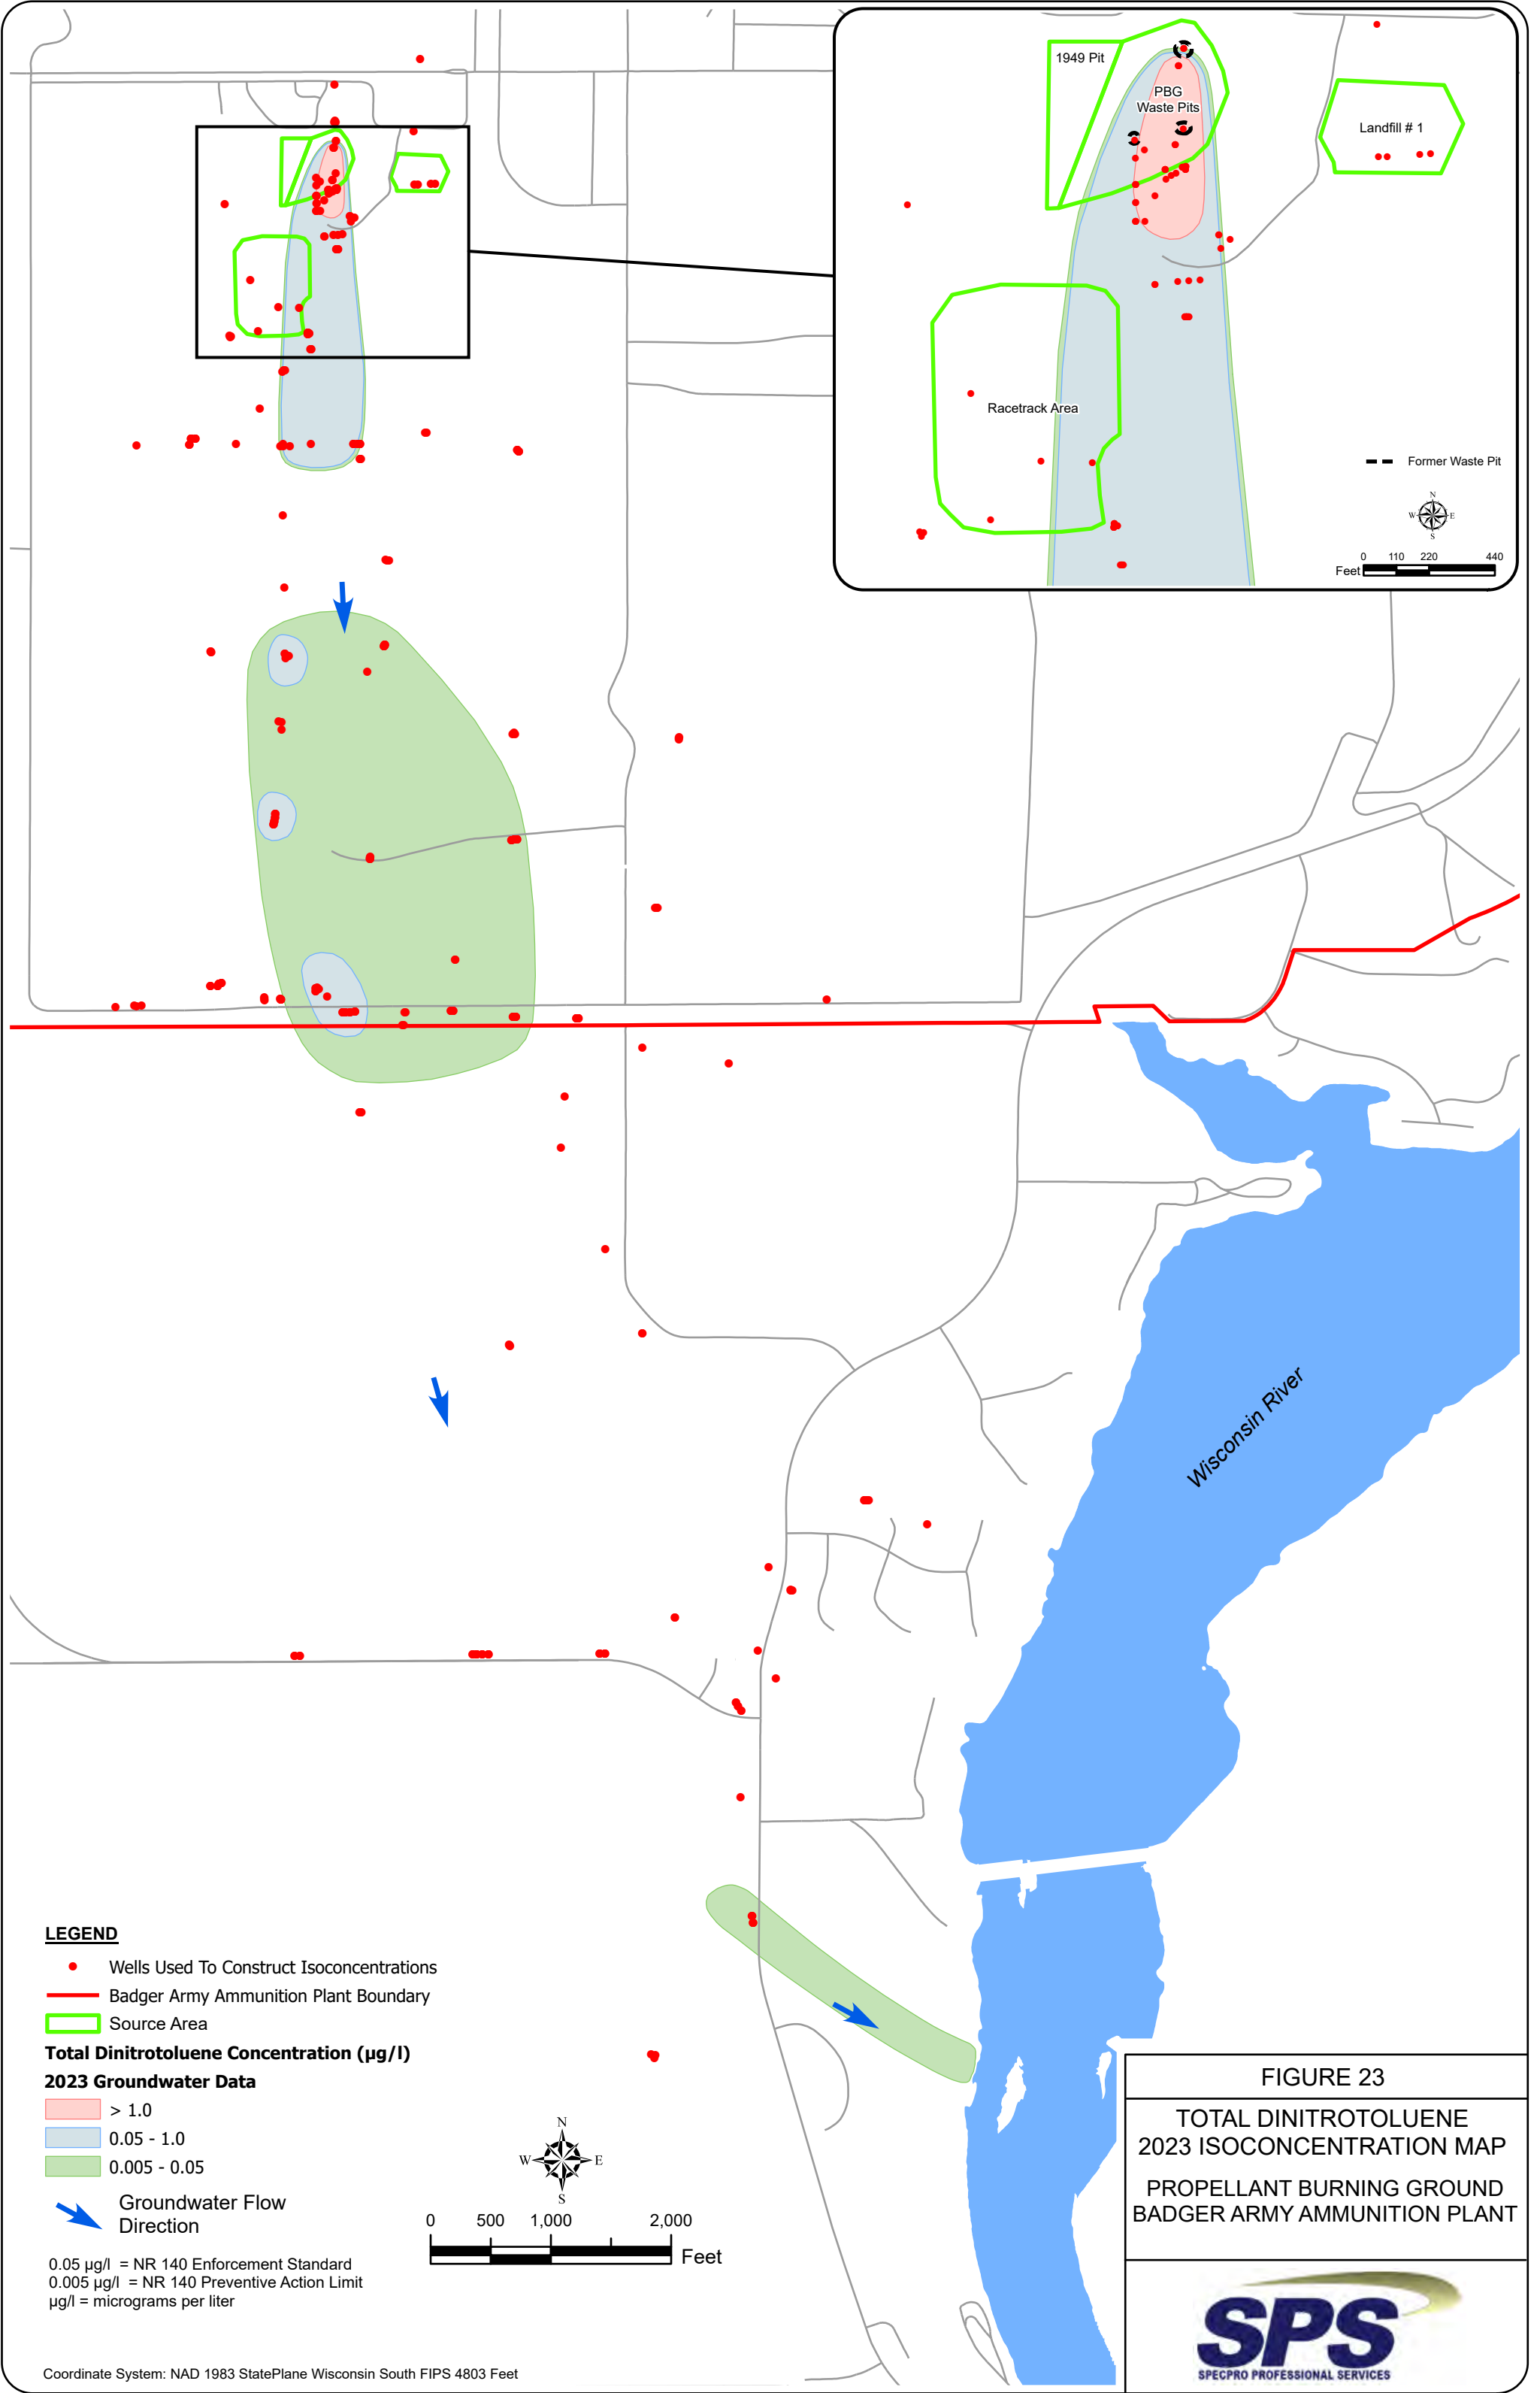 1949 Pit
PBG
Waste Pits
Landfill # 1
Racetrack Area
Former Waste Pit
N
W E
S
0 110 220 440
Feet
Wisconsin River
LEGEND
Wells Used To Construct Isoconcentrations
Badger Army Ammunition Plant Boundary
Source Area
Total Dinitrotoluene Concentration (µg/l)
2023 Groundwater Data
> 1.0
0.05 - 1.0
0.005 - 0.05
Groundwater Flow
Direction
0.05 µg/l = NR 140 Enforcement Standard
0.005 µg/l = NR 140 Preventive Action Limit
µg/l = micrograms per liter
N
W E
S
0 500 1,000 2,000
Feet
Coordinate System: NAD 1983 StatePlane Wisconsin South FIPS 4803 Feet
FIGURE 23
TOTAL DINITROTOLUENE
2023 ISOCONCENTRATION MAP
PROPELLANT BURNING GROUND
BADGER ARMY AMMUNITION PLANT
SPS
SPECPRO PROFESSIONAL SERVICES